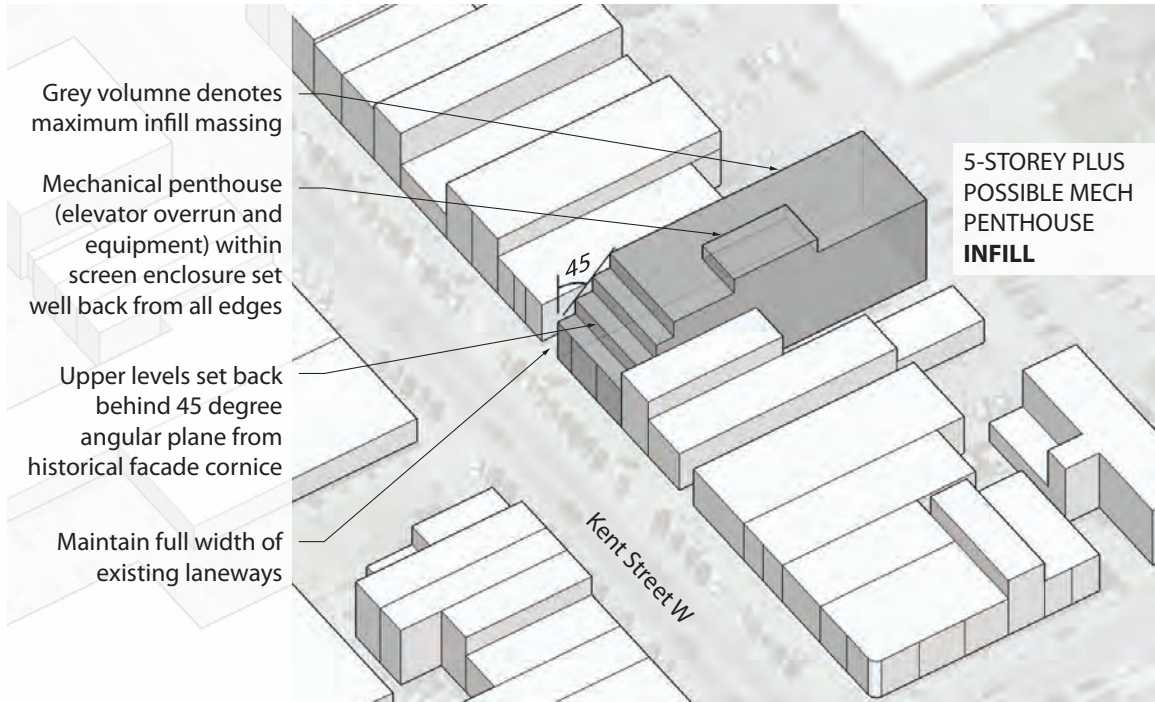 Grey volumne denotes
maximum infill massing
Mechanical penthouse
(elevator overrun and
equipment) within
screen enclosure set
well back from all edges
Upper levels set back
behind 45 degree
angular plane from
historical facade cornice
Maintain full width of
existing laneways
45
5-STOREY PLUS
POSSIBLE MECH
PENTHOUSE
INFILL
Kent Street W